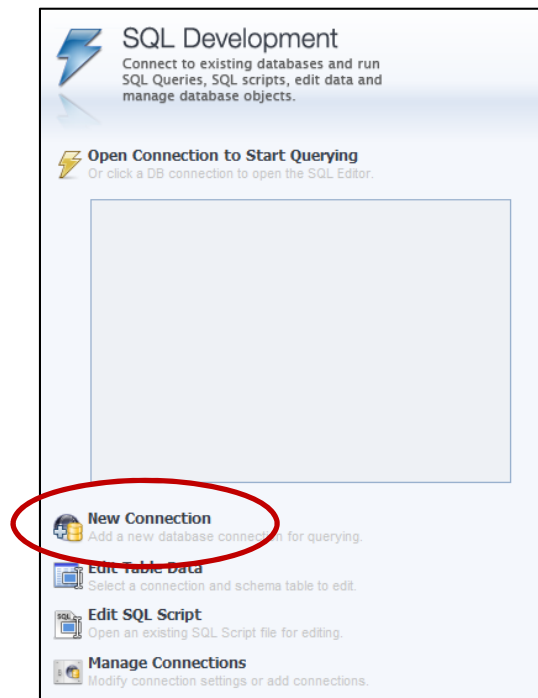 SQL Development
Connect to existing databases and run
SQL Queries, SQL scripts, edit data and
manage database objects.
Open Connection to Start Querying
Or click a DB connection to open the SQL Editor.
New Connection
Add a new database connection for querying.
Edit Table Data
Select a connection and schema table to edit.
SQL
Edit SQL Script
Open an existing SQL Script file for editing.
Manage Connections
Modify connection settings or add connections.